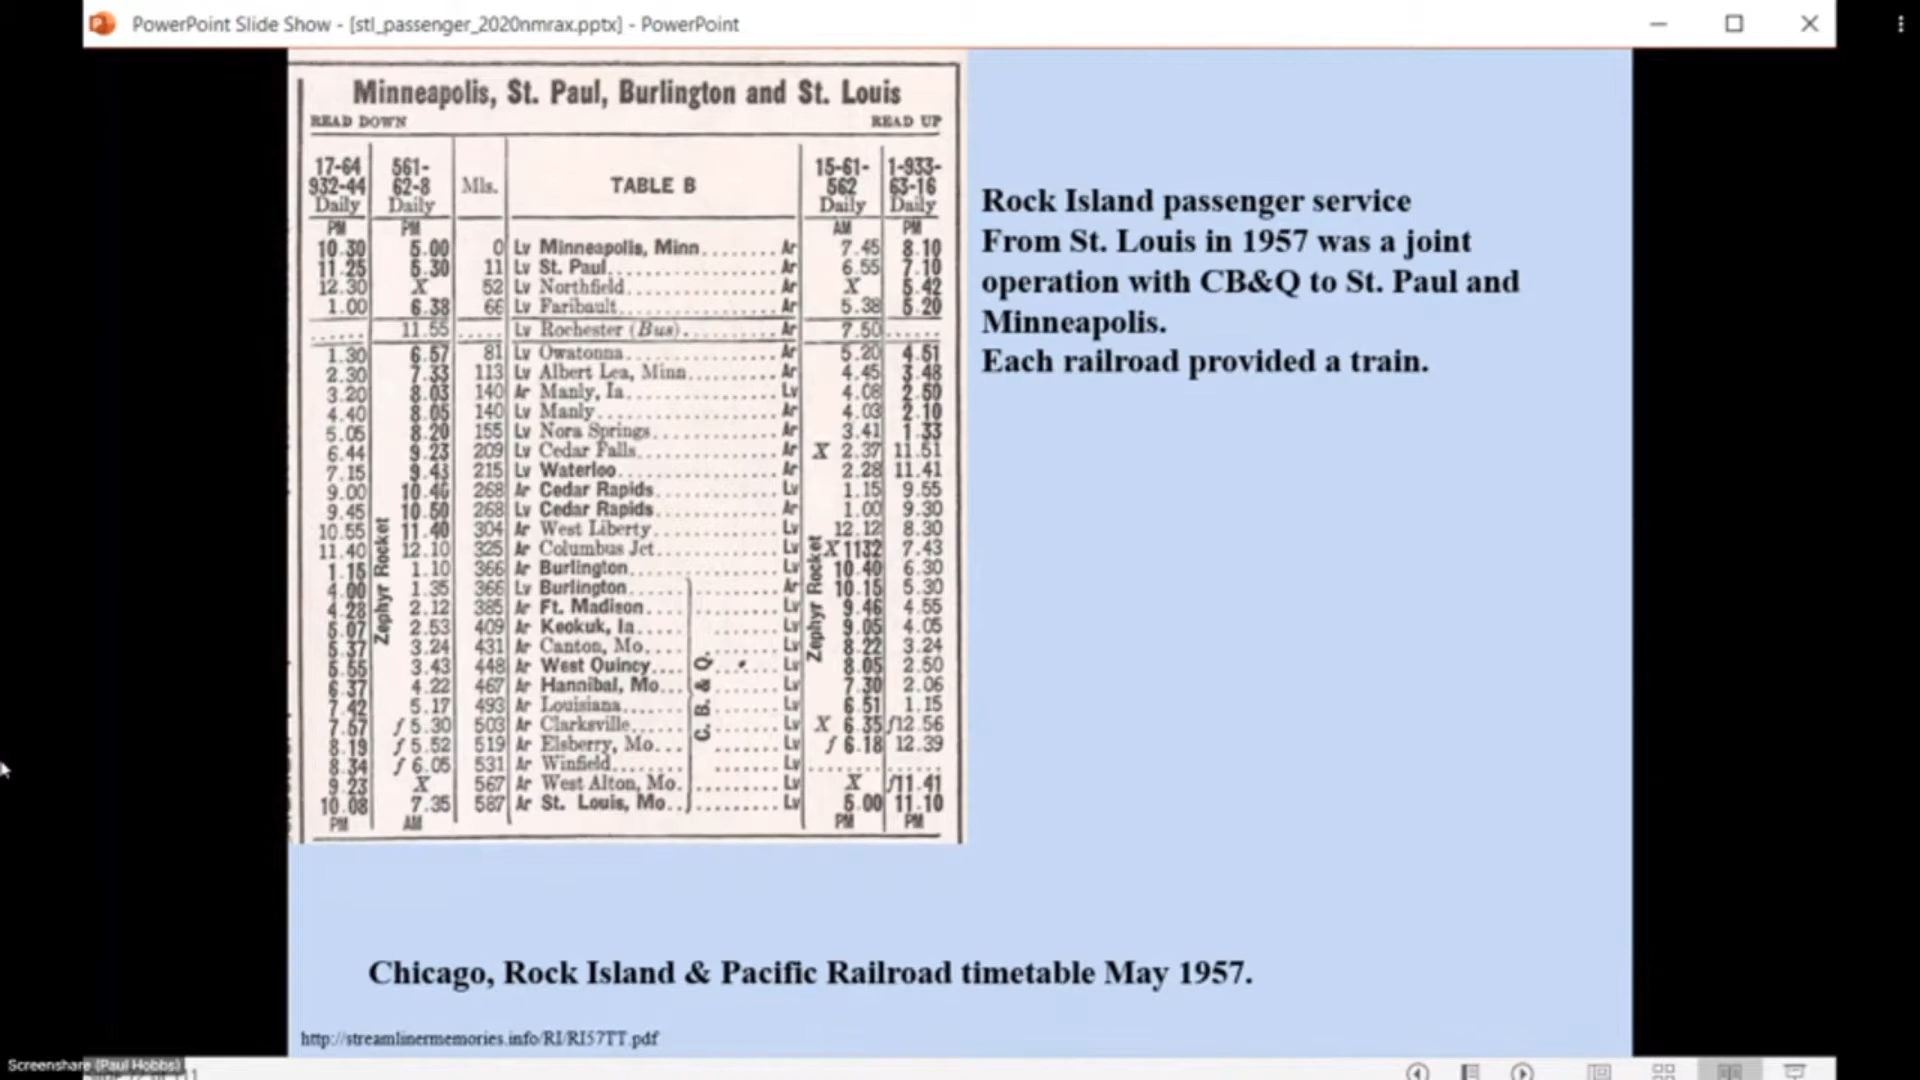 PowerPoint Slide Show - [stl_passenger_2020nmrax.pptx] - PowerPoint
Minneapolis, St. Paul, Burlington and St. Louis
READ DOWN READ UP
17-64 561- 15-61- 1-933-
932-44 62-8 Mls. TABLE B 562 63-16
Daily Daily Daily Daily
PM PM AM PM
10.30 5.00 0 Lv Minneapolis, Minn........ Ar 7.45 8.10
11.25 5.30 11 Lv St. Paul................ Ar 6.55 7.10
12.30 X 52 Lv Northfield............... Ar X 5.42
1.00 6.38 66 Lv Faribault............... Ar 5.38 5.20
..... 11.55 ..... Lv Rochester (Bus)........... Ar 7.50 ......
1.30 6.57 81 Lv Owatonna............... Ar 5.20 4.51
2.30 7.33 113 Lv Albert Lea, Minn.......... Ar 4.45 3.48
3.20 8.03 140 Ar Manly, Ia............... Lv 4.08 2.50
4.40 8.05 140 Lv Manly.................. Ar 4.03 2.10
5.05 8.20 155 Lv Nora Springs............. Ar 3.41 1.33
6.44 9.23 209 Lv Cedar Falls.............. Ar X 2.37 11.51
7.15 9.43 215 Lv Waterloo................ Ar 2.28 11.41
9.00 10.40 268 Ar Cedar Rapids............. Lv 1.15 9.55
9.45 10.50 268 Lv Cedar Rapids............. Ar 1.00 9.30
10.55 11.40 304 Ar West Liberty............. Lv 12.12 8.30
11.40 12.10 325 Ar Columbus Jct............. Lv X 1132 7.43
1.15 1.10 366 Ar Burlington............... Lv 10.40 6.30
4.00 1.35 366 Lv Burlington.... ........ Ar 10.15 5.30
4.28 2.12 385 Ar Ft. Madison.... ........ Lv 9.46 4.55
5.07 2.53 409 Ar Keokuk, Ia..... ........ Lv 9.05 4.05
5.37 3.24 431 Ar Canton, Mo.... ........ Lv 8.22 3.24
5.55 3.43 448 Ar West Quincy.... ........ Lv 8.05 2.50
6.37 4.22 467 Ar Hannibal, Mo... ........ Lv 7.30 2.06
7.42 5.17 493 Ar Louisiana...... ........ Lv 6.51 1.15
7.57 f 5.30 503 Ar Clarksville..... ........ Lv X 6.35 f12.56
8.19 f 5.52 519 Ar Elsberry, Mo... ........ Lv f 6.18 12.39
8.34 f 6.05 531 Ar Winfield....... ........ Lv ..............
9.23 X 567 Ar West Alton, Mo. ......... Lv X f11.41
10.08 7.35 587 Ar St. Louis, Mo.. ......... Lv 5.00 11.10
PM AM PM PM
Zephyr Rocket
C. B. & Q.
Zephyr Rocket
Rock Island passenger service
From St. Louis in 1957 was a joint
operation with CB&Q to St. Paul and
Minneapolis.
Each railroad provided a train.
Chicago, Rock Island & Pacific Railroad timetable May 1957.
http://streamlinermemories.info/RI/RI57TT.pdf
Screenshare (Paul Hobbs)